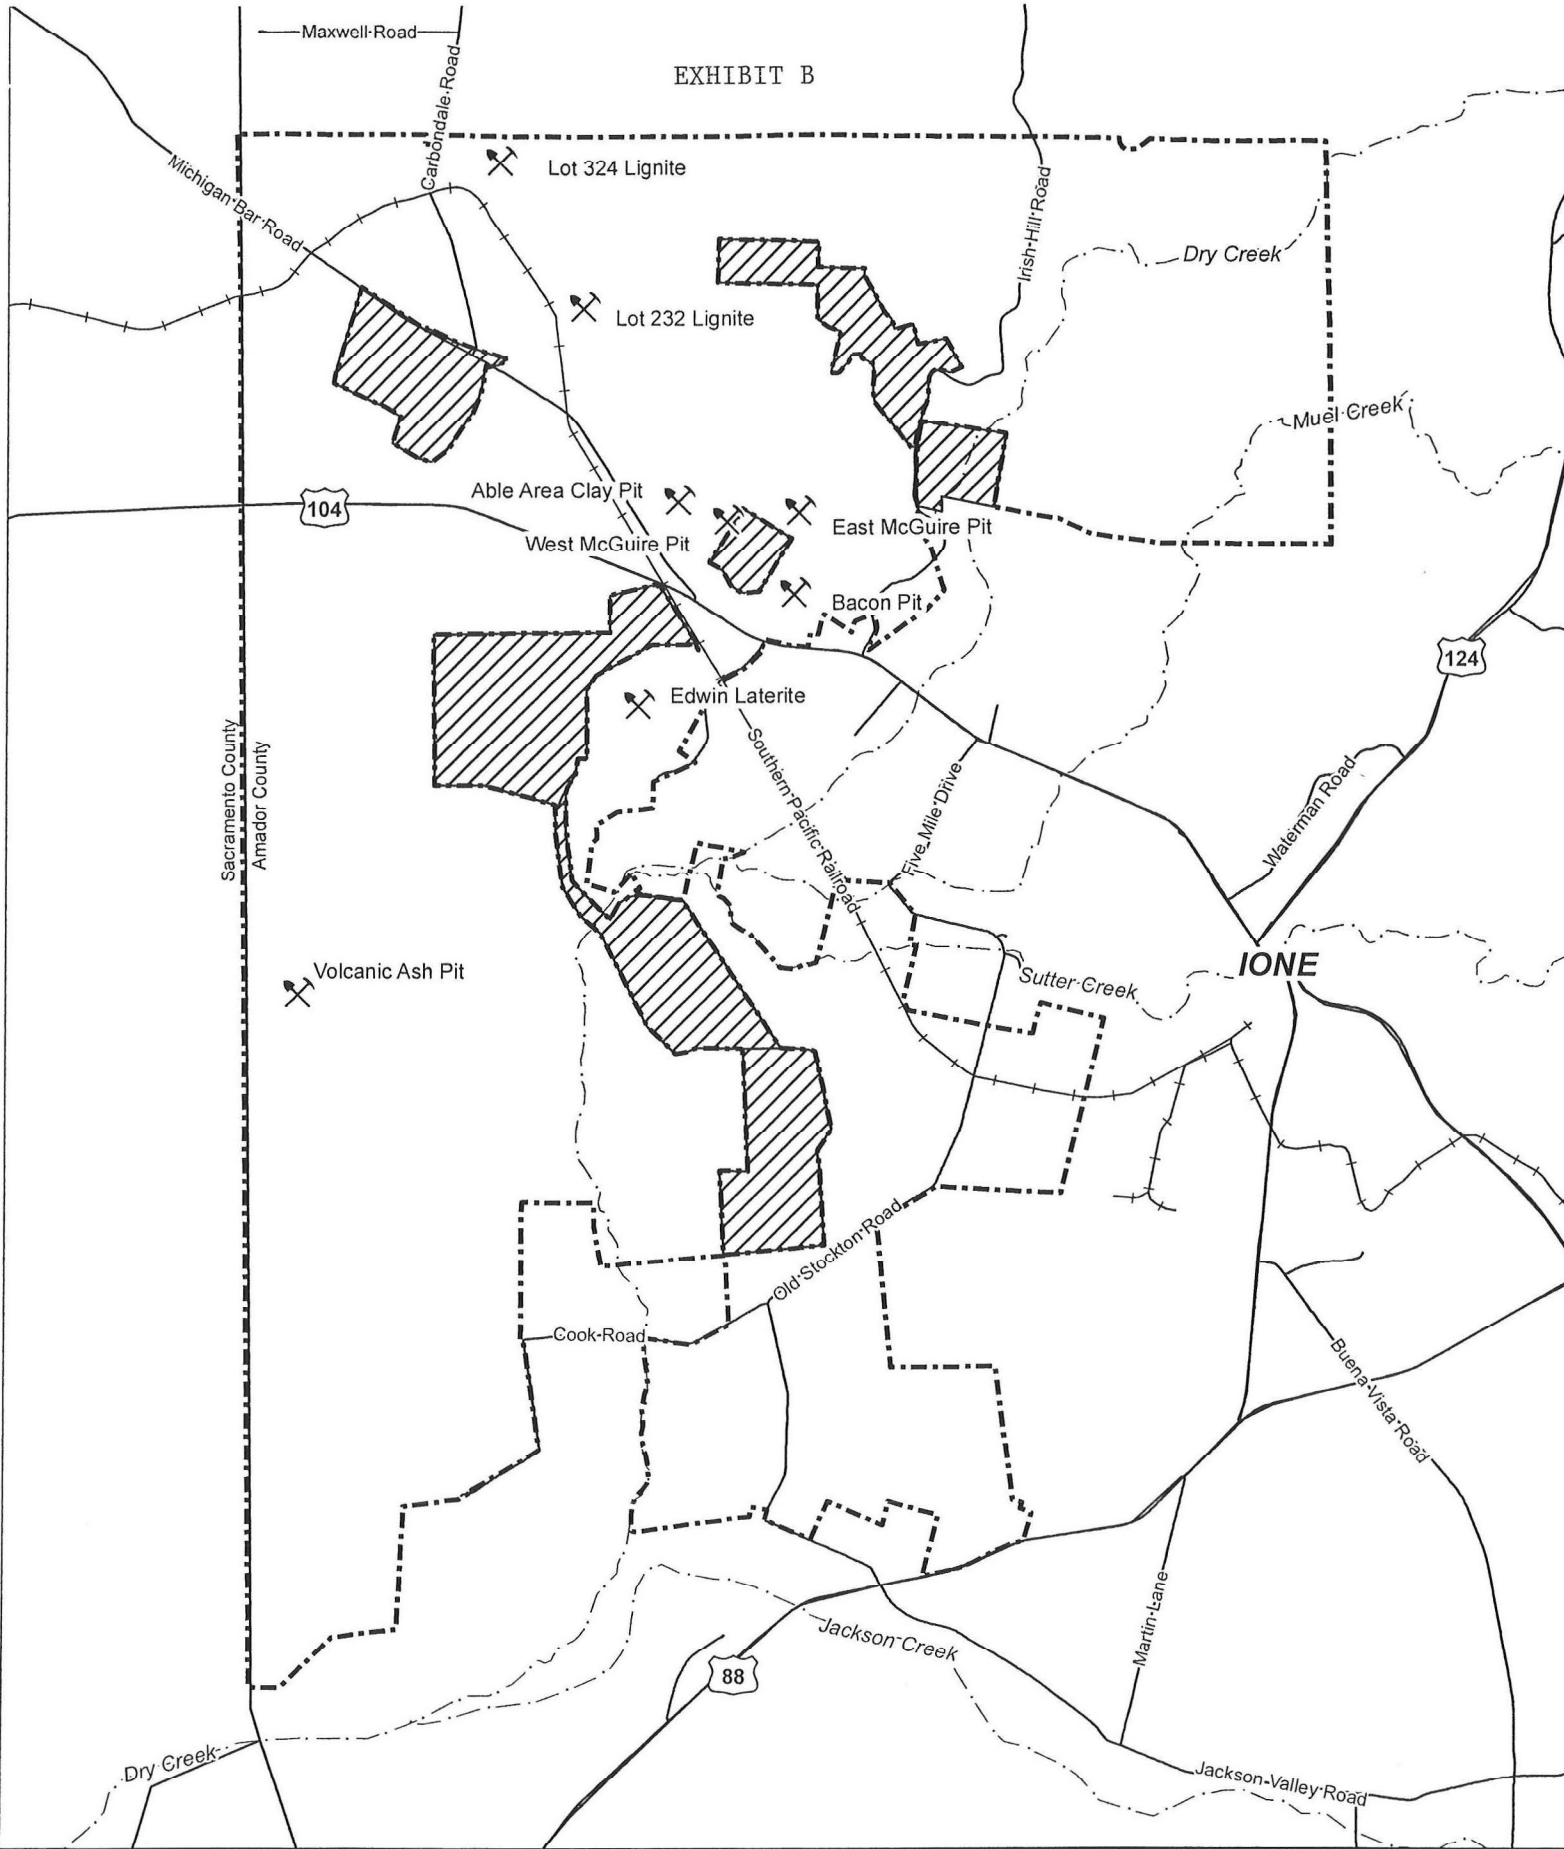 Maxwell Road
EXHIBIT B
Carbondale Road
Lot 324 Lignite
Michigan Bar Road
Irish Hill Road
Dry Creek
Lot 232 Lignite
Muel Creek
Able Area Clay Pit
104
East McGuire Pit
West McGuire Pit
Bacon Pit
124
Edwin Laterite
Sacramento County
Amador County
Southern Pacific Railroad
Five Mile Drive
Waterman Road
IONE
Volcanic Ash Pit
Sutter Creek
Old Stockton Road
Cook Road
Buena Vista Road
Martin Lane
Jackson Creek
88
Dry Creek
Jackson Valley Road